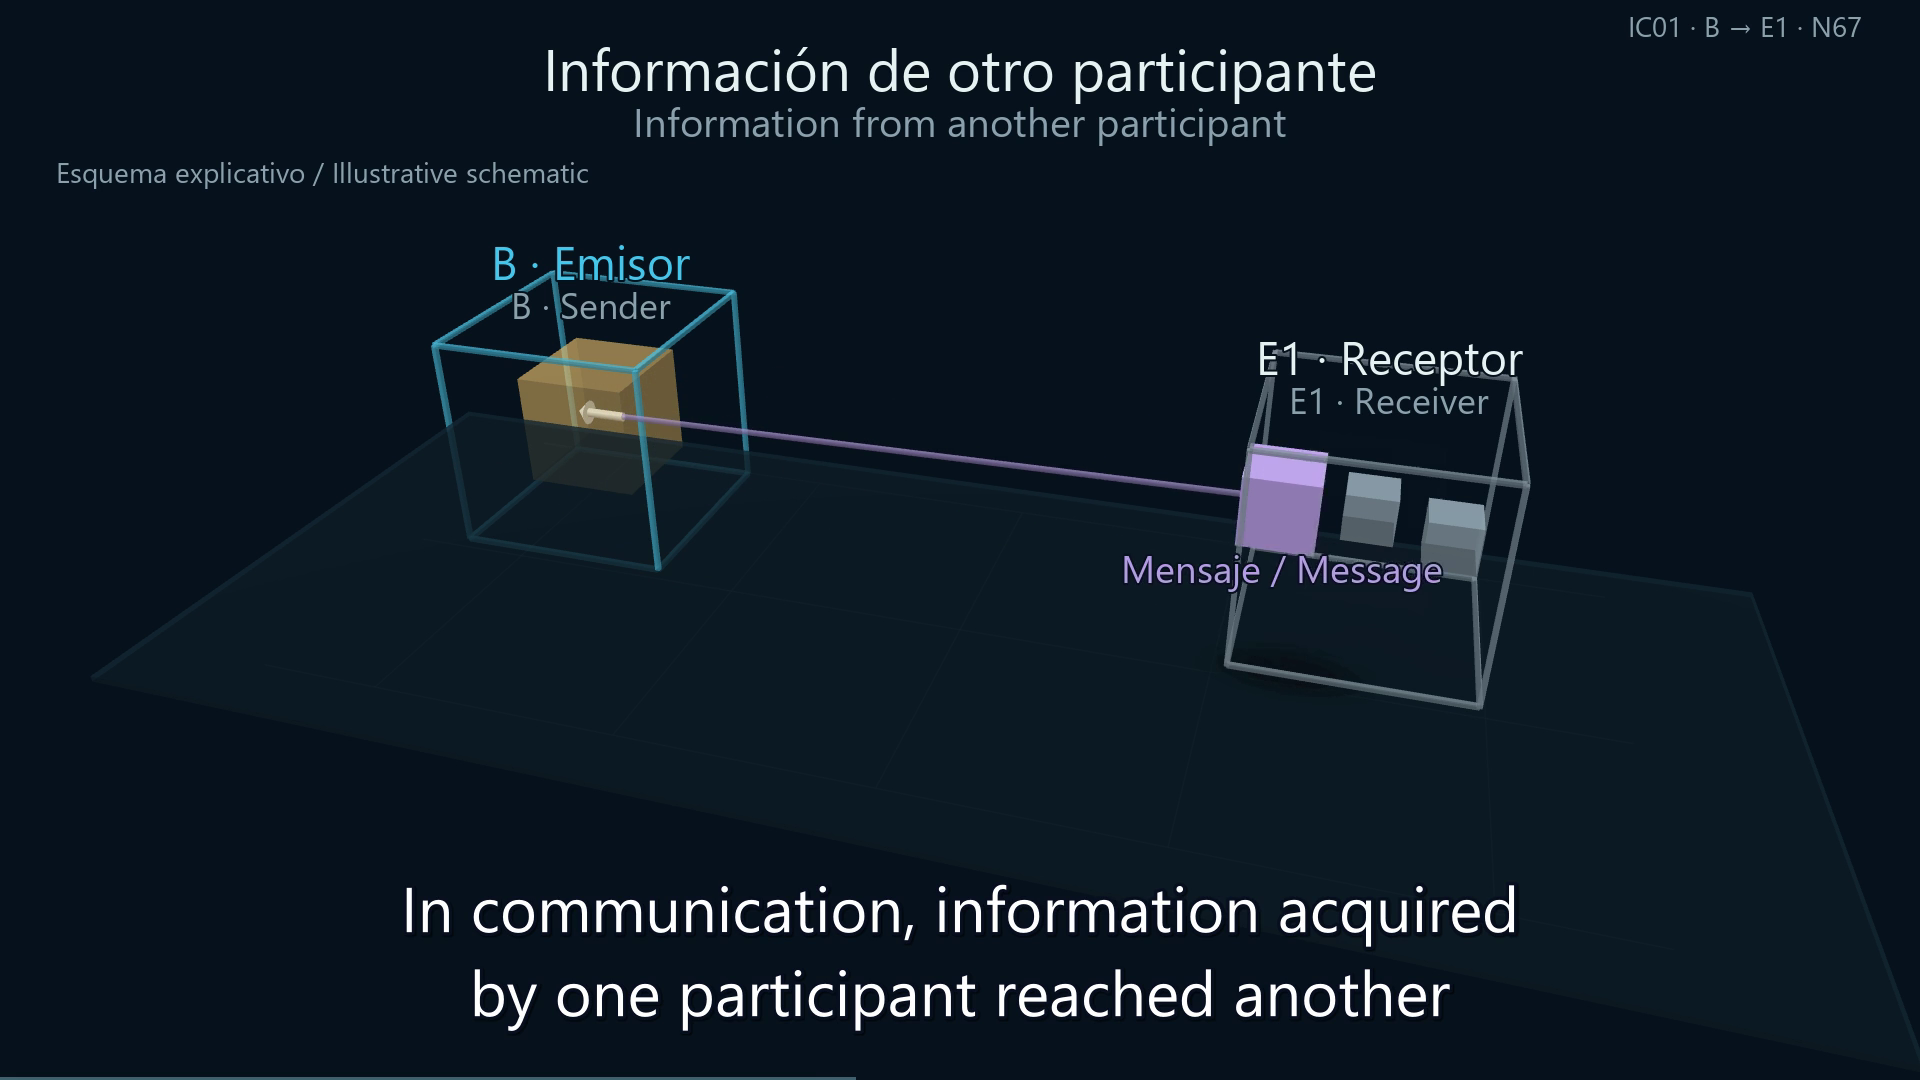 IC01 · B → E1 · N67
Información de otro participante
Information from another participant
Esquema explicativo / Illustrative schematic
B · Emisor
B · Sender
E1 · Receptor
E1 · Receiver
Mensaje / Message
In communication, information acquired
by one participant reached another